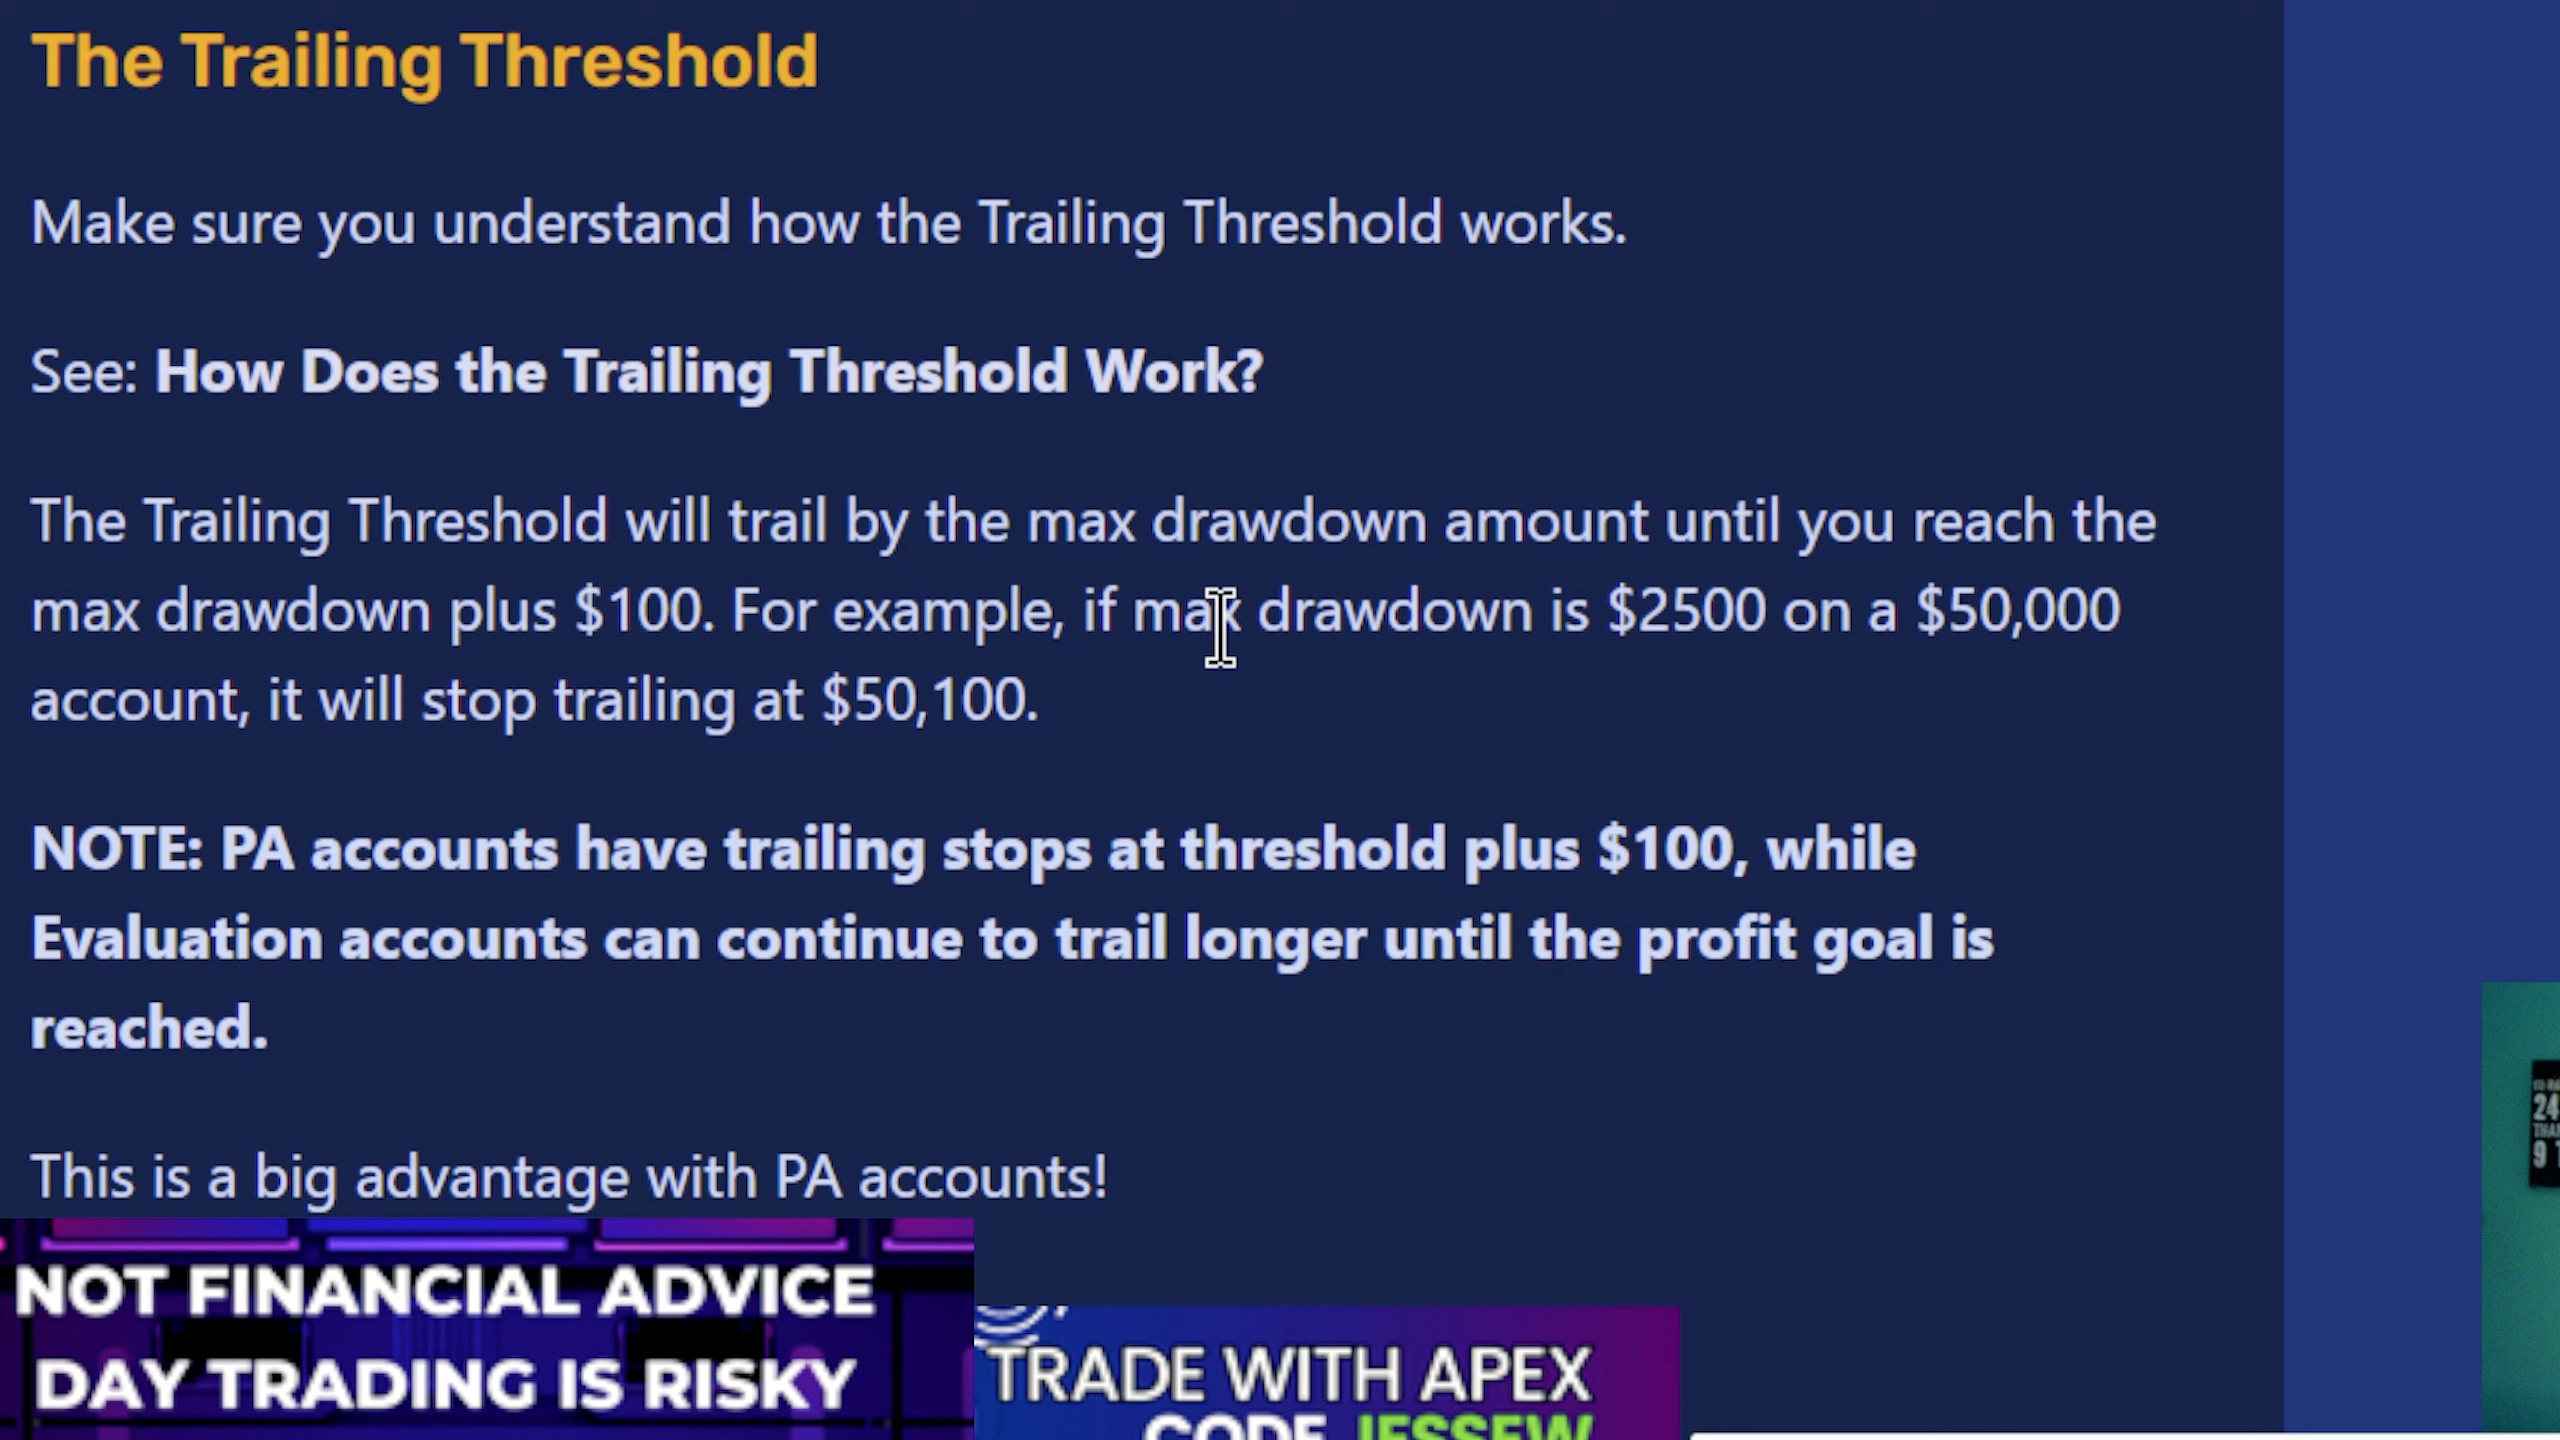 The Trailing Threshold
Make sure you understand how the Trailing Threshold works.
See: How Does the Trailing Threshold Work?
The Trailing Threshold will trail by the max drawdown amount until you reach the
max drawdown plus $100. For example, if max drawdown is $2500 on a $50,000
account, it will stop trailing at $50,100.
NOTE: PA accounts have trailing stops at threshold plus $100, while
Evaluation accounts can continue to trail longer until the profit goal is
reached.
This is a big advantage with PA accounts!
NOT FINANCIAL ADVICE
DAY TRADING IS RISKY
TRADE WITH APEX
CODE JESSEW
24
9